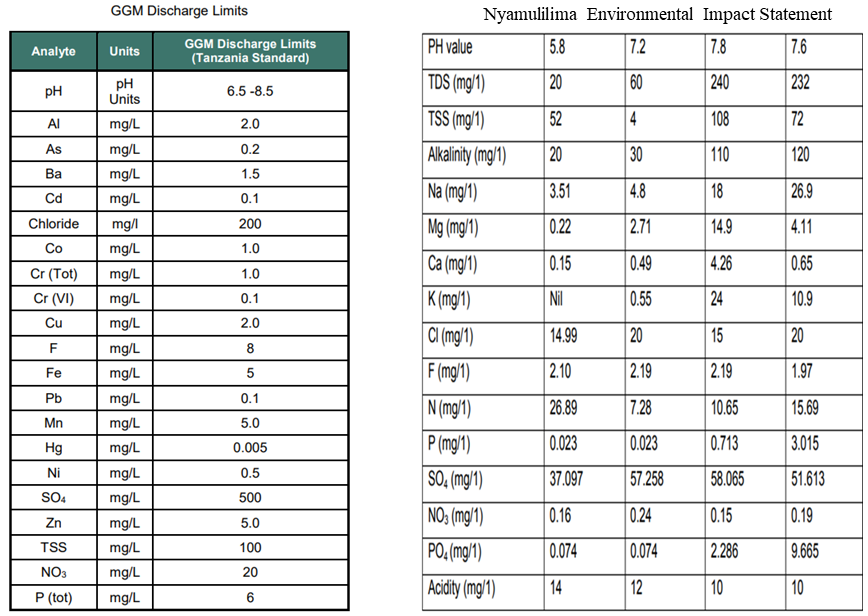 GGM Discharge Limits
Analyte Units GGM Discharge Limits
(Tanzania Standard)
pH pH
Units 6.5 -8.5
Al mg/L 2.0
As mg/L 0.2
Ba mg/L 1.5
Cd mg/L 0.1
Chloride mg/l 200
Co mg/L 1.0
Cr (Tot) mg/L 1.0
Cr (VI) mg/L 0.1
Cu mg/L 2.0
F mg/L 8
Fe mg/L 5
Pb mg/L 0.1
Mn mg/L 5.0
Hg mg/L 0.005
Ni mg/L 0.5
SO₄ mg/L 500
Zn mg/L 5.0
TSS mg/L 100
NO₃ mg/L 20
P (tot) mg/L 6
Nyamulilima Environmental Impact Statement
PH value 5.8 7.2 7.8 7.6
TDS (mg/1) 20 60 240 232
TSS (mg/1) 52 4 108 72
Alkalinity (mg/1) 20 30 110 120
Na (mg/1) 3.51 4.8 18 26.9
Mg (mg/1) 0.22 2.71 14.9 4.11
Ca (mg/1) 0.15 0.49 4.26 0.65
K (mg/1) Nil 0.55 24 10.9
Cl (mg/1) 14.99 20 15 20
F (mg/1) 2.10 2.19 2.19 1.97
N (mg/1) 26.89 7.28 10.65 15.69
P (mg/1) 0.023 0.023 0.713 3.015
SO₄ (mg/1) 37.097 57.258 58.065 51.613
NO₃ (mg/1) 0.16 0.24 0.15 0.19
PO₄ (mg/1) 0.074 0.074 2.286 9.665
Acidity (mg/1) 14 12 10 10